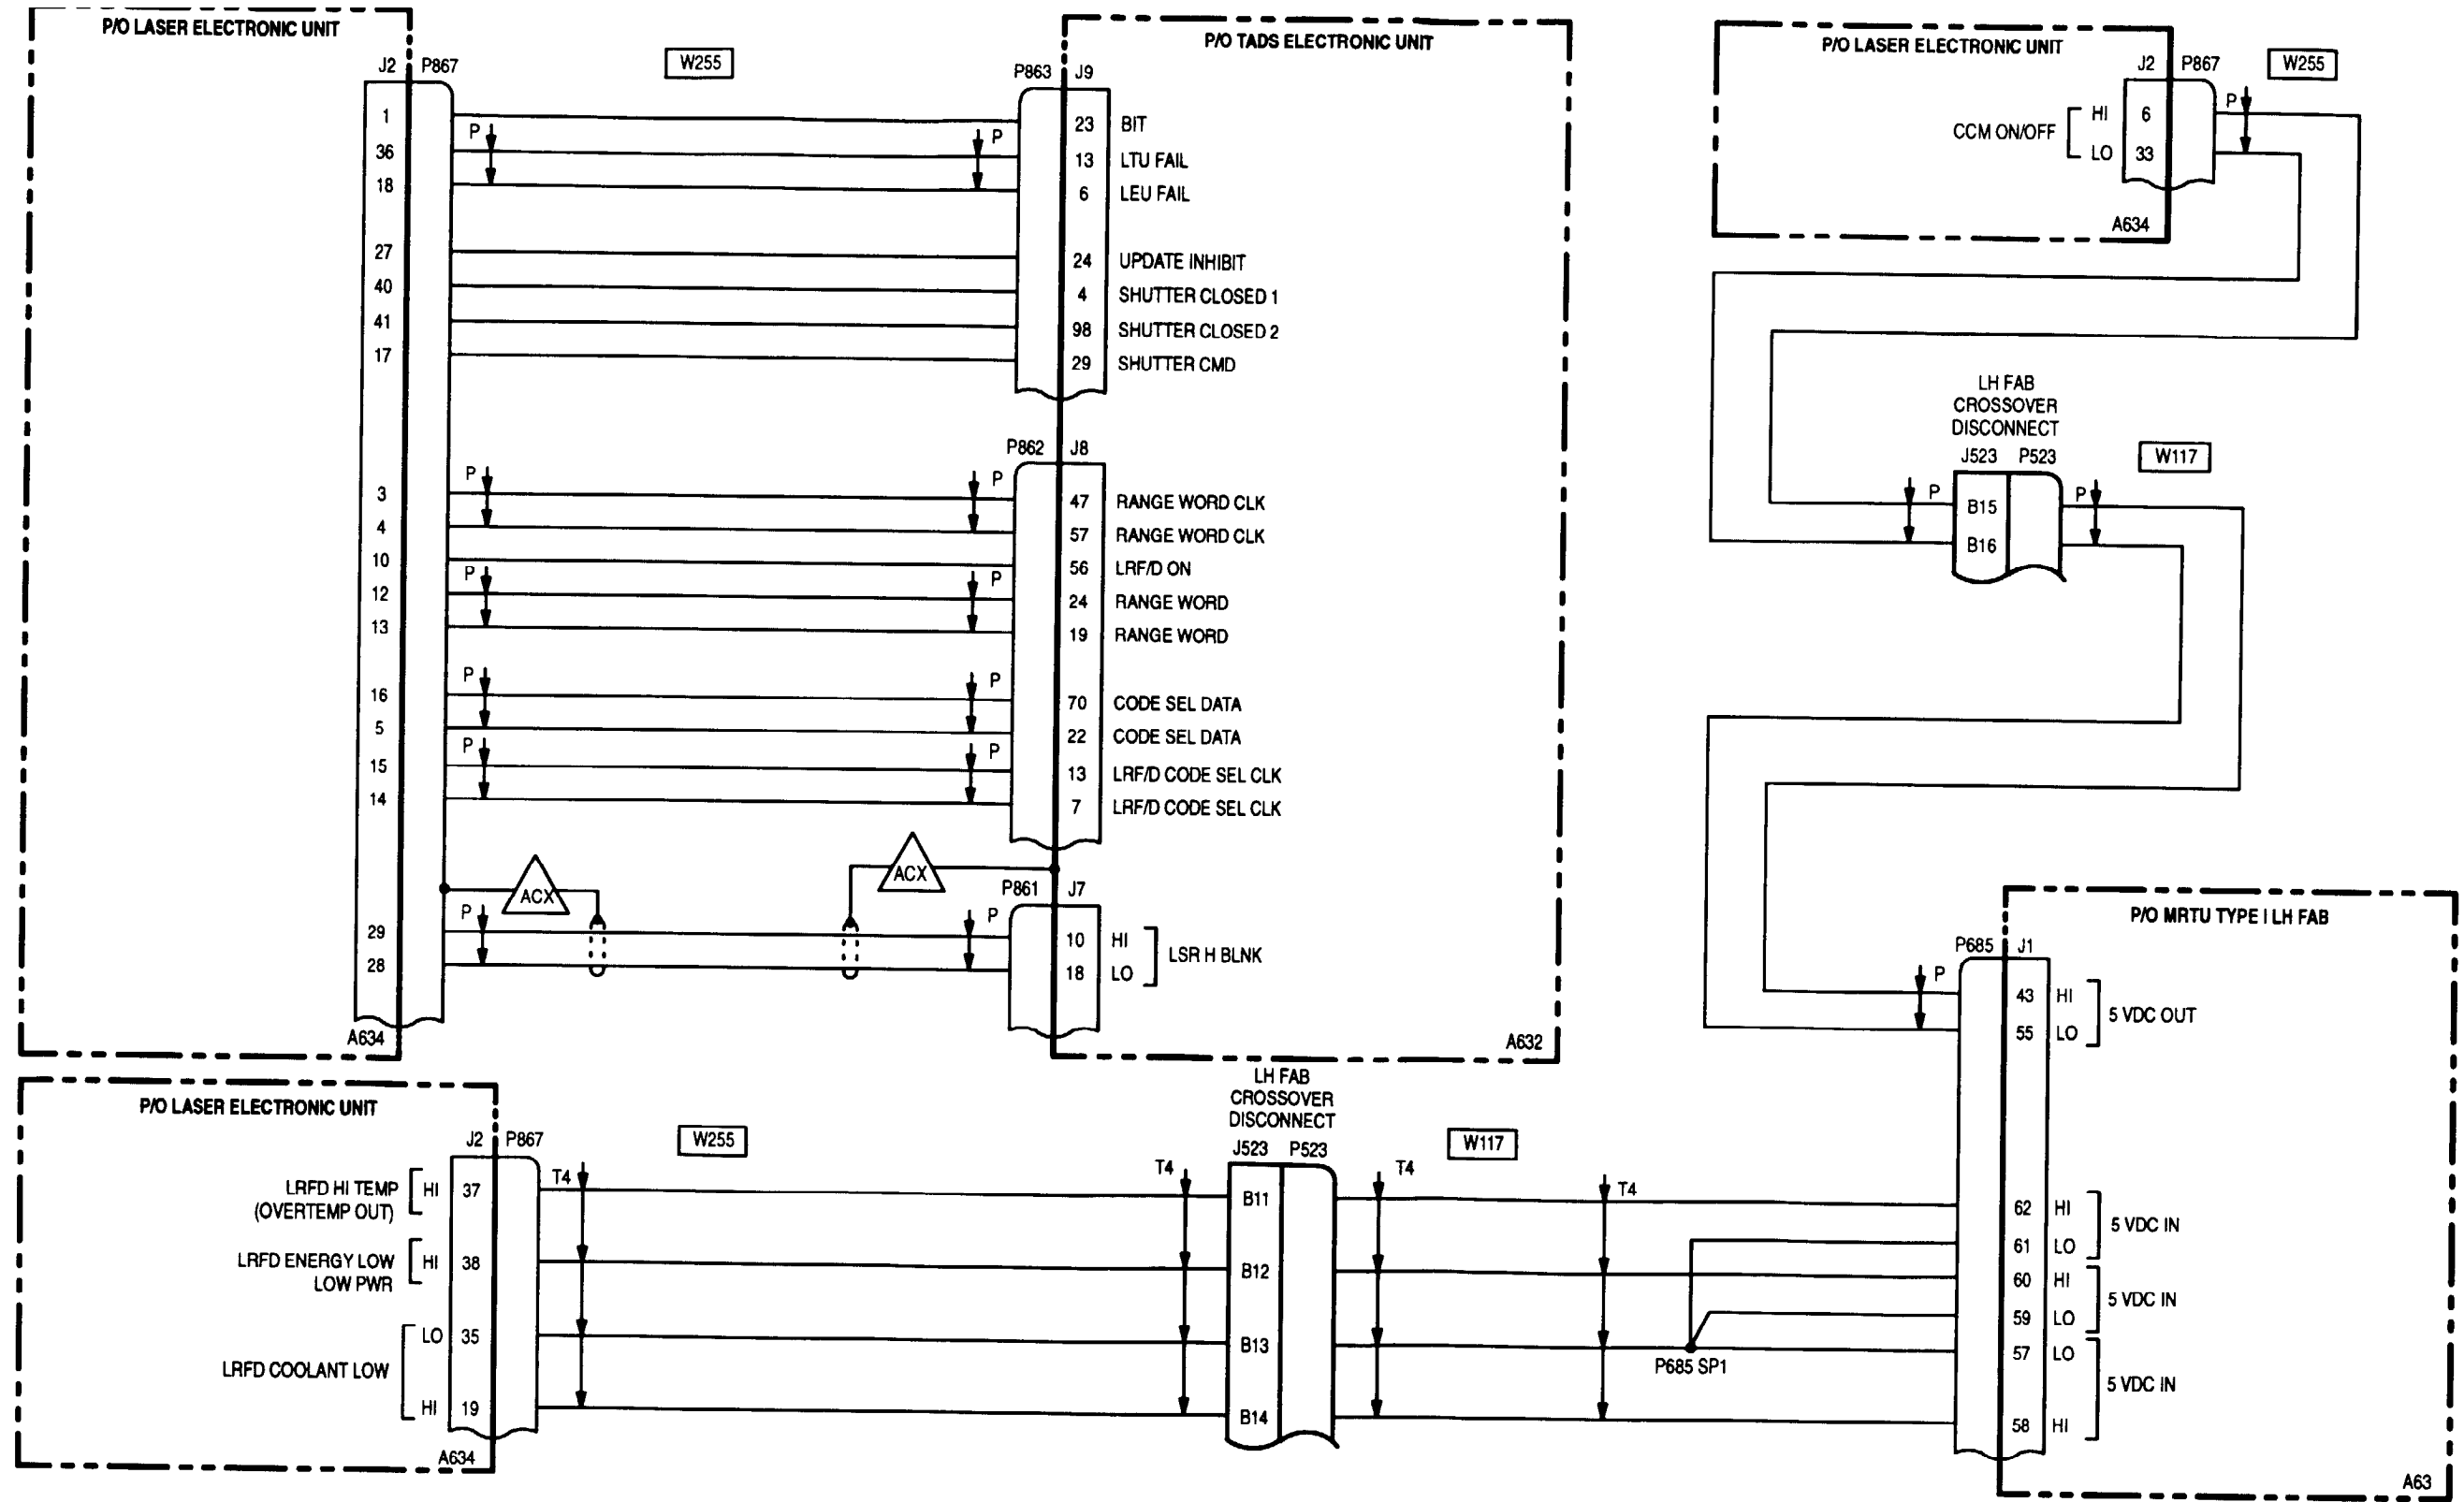 P/O LASER ELECTRONIC UNIT
J2 P867
W255
P/O TADS ELECTRONIC UNIT
P863 J9
1 23 BIT
P P
36 13 LTU FAIL
18 6 LEU FAIL
27 24 UPDATE INHIBIT
40 4 SHUTTER CLOSED 1
41 98 SHUTTER CLOSED 2
17 29 SHUTTER CMD
P862 J8
P P
3 47 RANGE WORD CLK
4 57 RANGE WORD CLK
10 56 LRF/D ON
P P
12 24 RANGE WORD
13 19 RANGE WORD
P P
16 70 CODE SEL DATA
5 22 CODE SEL DATA
P P
15 13 LRF/D CODE SEL CLK
14 7 LRF/D CODE SEL CLK
ACX ACX
P861 J7
P P
29 10 HI
LSR H BLNK
28 18 LO
A634
A632
P/O LASER ELECTRONIC UNIT
J2 P867
W255
P
CCM ON/OFF
HI 6
LO 33
A634
LH FAB
CROSSOVER
DISCONNECT
J523 P523
W117
P P
B15
B16
P/O MRTU TYPE I LH FAB
P685 J1
P
43 HI
5 VDC OUT
55 LO
P/O LASER ELECTRONIC UNIT
J2 P867
W255
LH FAB
CROSSOVER
DISCONNECT
J523 P523
W117
T4 T4 T4 T4
LRFD HI TEMP HI 37 B11 62 HI
(OVERTEMP OUT)
5 VDC IN
61 LO
LRFD ENERGY LOW HI 38 B12 60 HI
LOW PWR
5 VDC IN
59 LO
LO 35 B13 57 LO
P685 SP1
LRFD COOLANT LOW
5 VDC IN
HI 19 B14 58 HI
A634
A63